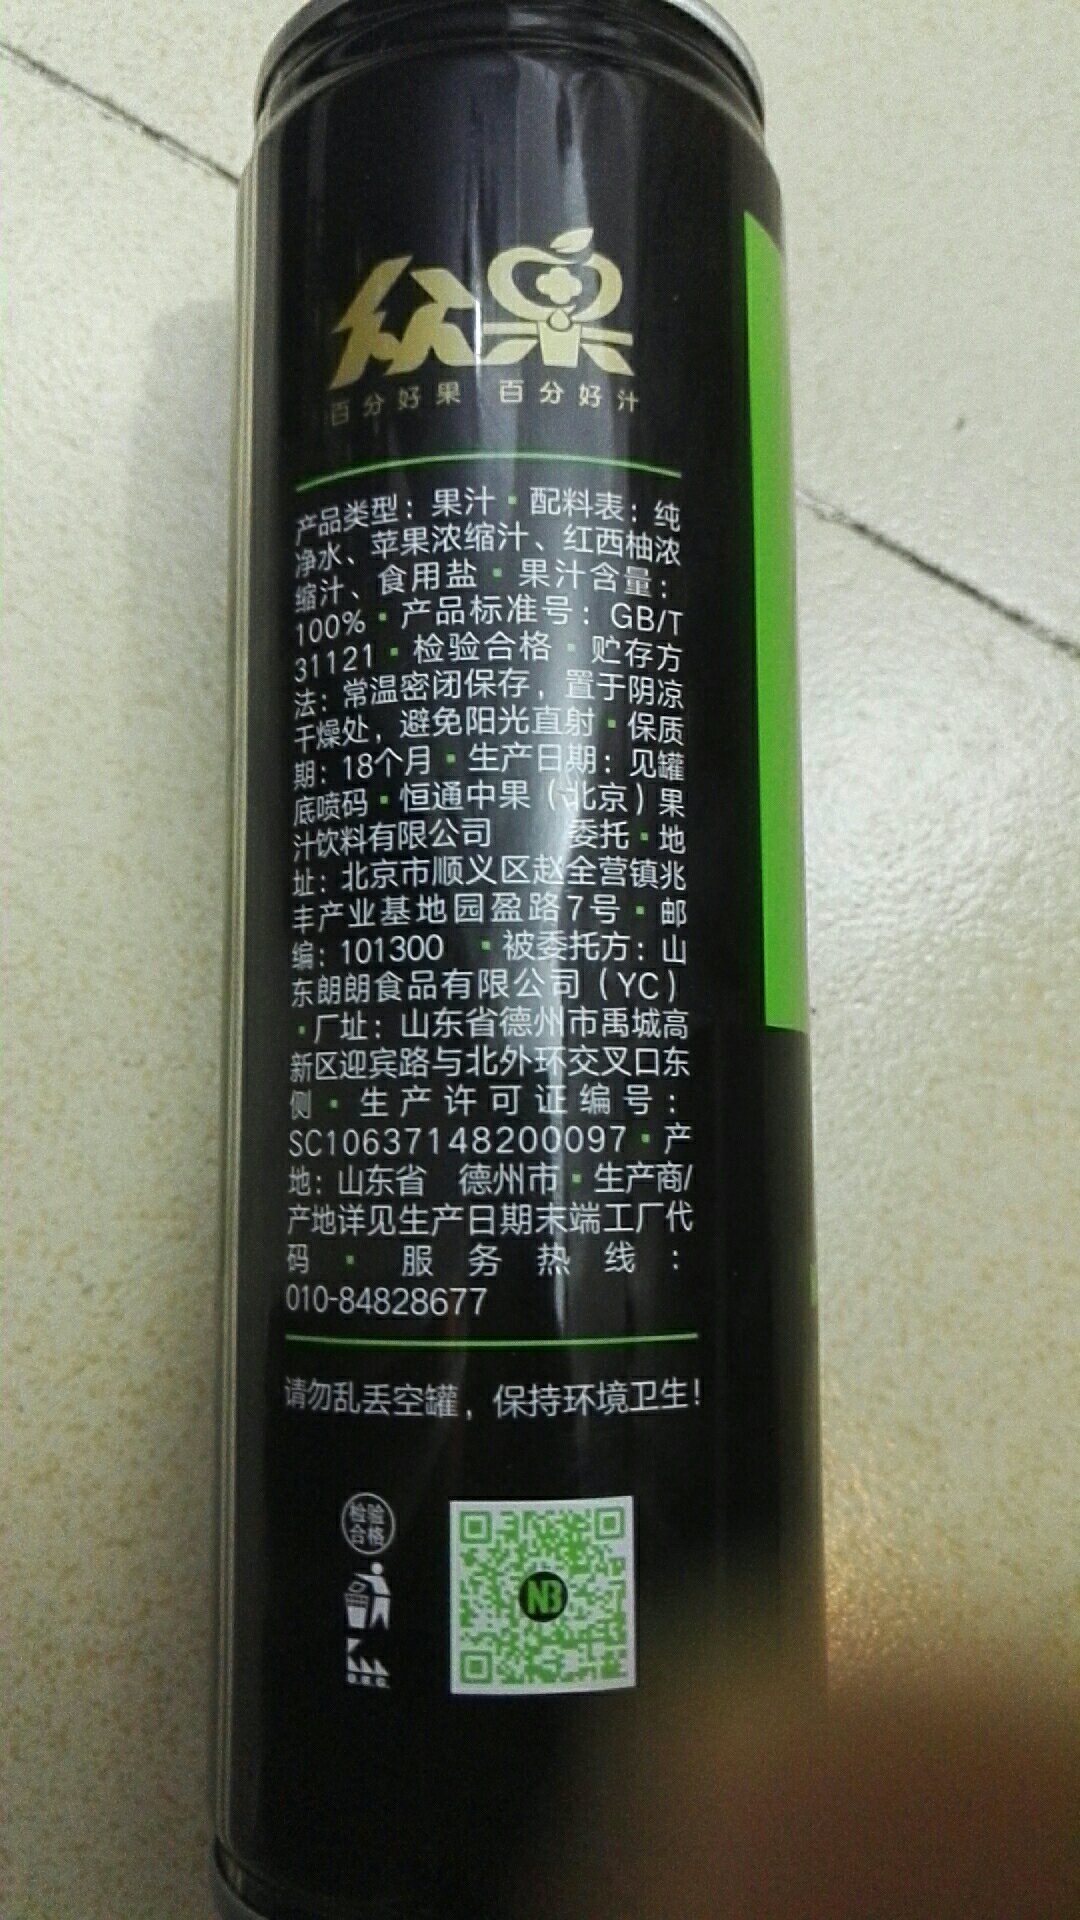 众果
百分好果 百分好汁
产品类型：果汁·配料表：纯
净水、苹果浓缩汁、红西柚浓
缩汁、食用盐·果汁含量：
100%·产品标准号：GB/T
31121·检验合格·贮存方
法：常温密闭保存，置于阴凉
干燥处，避免阳光直射·保质
期：18个月·生产日期：见罐
底喷码·恒通中果（北京）果
汁饮料有限公司 委托·地
址：北京市顺义区赵全营镇兆
丰产业基地园盈路7号·邮
编：101300 ·被委托方：山
东朗朗食品有限公司（YC）
·厂址：山东省德州市禹城高
新区迎宾路与北外环交叉口东
侧·生产许可证编号：
SC10637148200097·产
地：山东省 德州市·生产商/
产地详见生产日期末端工厂代
码·服务热线：
010-84828677
请勿乱丢空罐，保持环境卫生！
检验
合格
NB